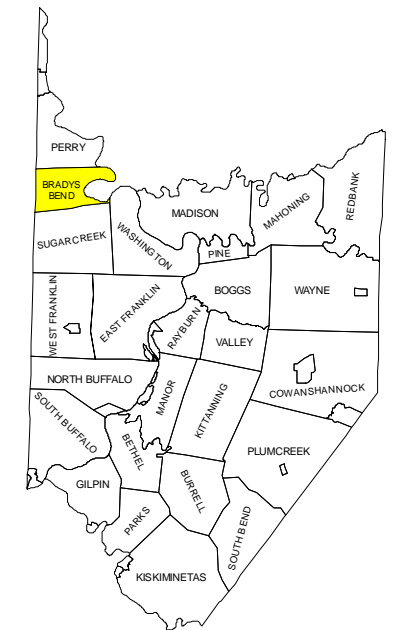 PERRY
BRADYS
BEND
REDBANK
MAHONING
MADISON
SUGARCREEK
WASHINGTON
PINE
BOGGS
WAYNE
WEST FRANKLIN
EAST FRANKLIN
RAYBURN
VALLEY
NORTH BUFFALO
COWANSHANNOCK
MANOR
KITTANNING
SOUTH BUFFALO
BETHEL
PLUMCREEK
GILPIN
BURRELL
PARKS
SOUTH BEND
KISKIMINETAS